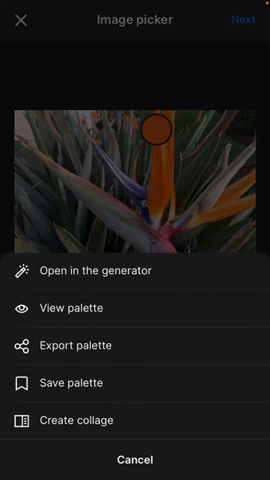 Image picker
Next
Open in the generator
View palette
Export palette
Save palette
Create collage
Cancel